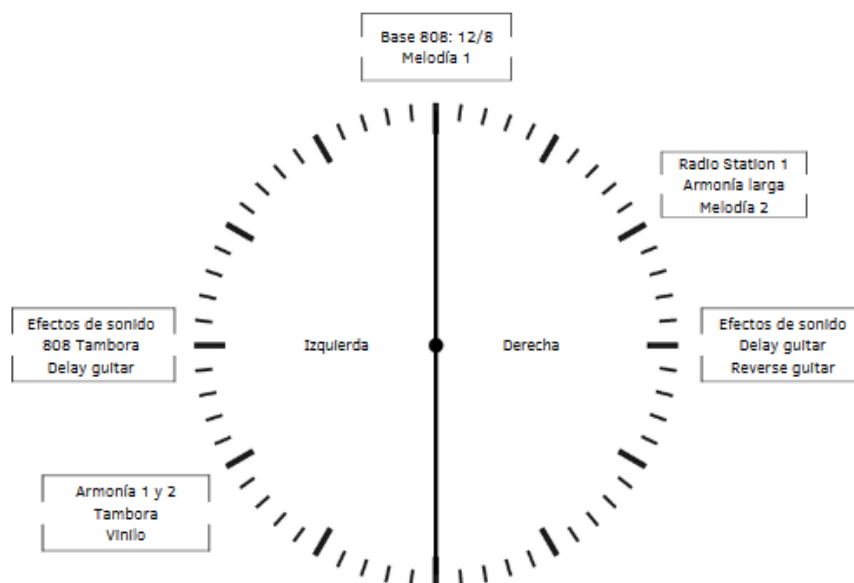 Base 808: 12/8
Melodía 1
Radio Station 1
Armonía larga
Melodía 2
Efectos de sonido
808 Tambora
Delay guitar
Izquierda
Derecha
Efectos de sonido
Delay guitar
Reverse guitar
Armonía 1 y 2
Tambora
Vinilo